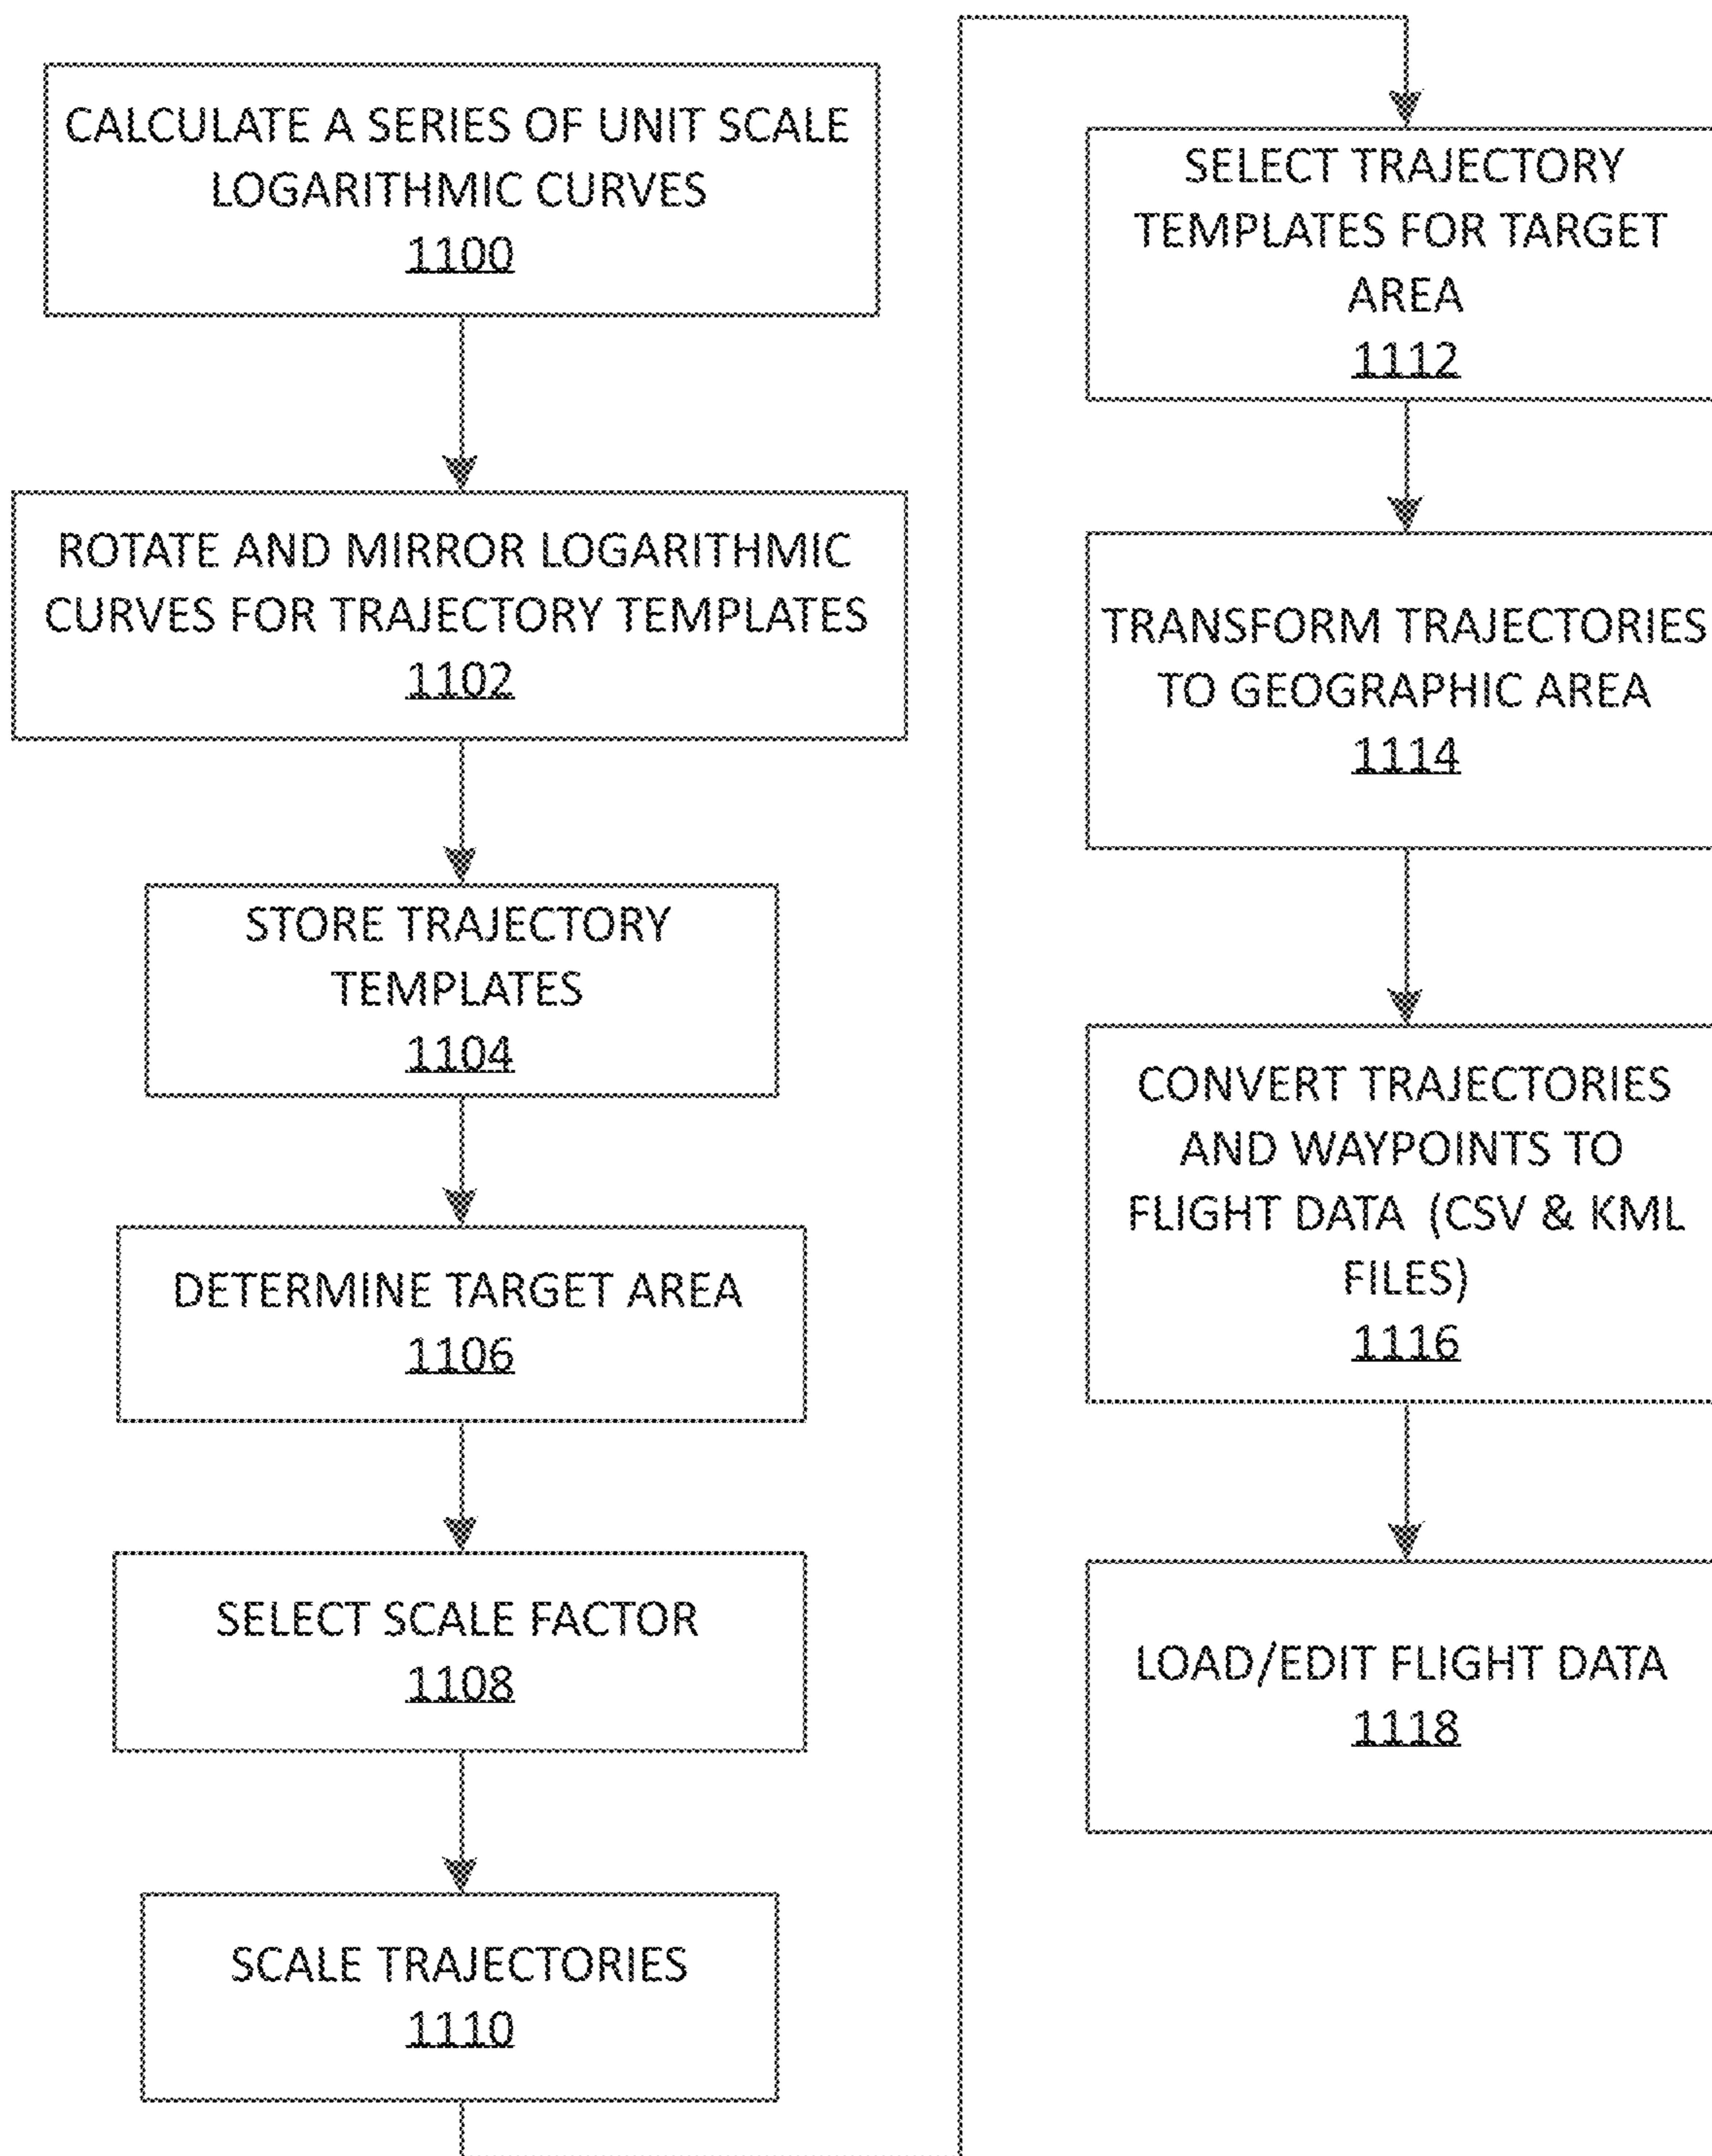 CALCULATE A SERIES OF UNIT SCALE
LOGARITHMIC CURVES
1100
ROTATE AND MIRROR LOGARITHMIC
CURVES FOR TRAJECTORY TEMPLATES
1102
STORE TRAJECTORY
TEMPLATES
1104
DETERMINE TARGET AREA
1106
SELECT SCALE FACTOR
1108
SCALE TRAJECTORIES
1110
SELECT TRAJECTORY
TEMPLATES FOR TARGET
AREA
1112
TRANSFORM TRAJECTORIES
TO GEOGRAPHIC AREA
1114
CONVERT TRAJECTORIES
AND WAYPOINTS TO
FLIGHT DATA (CSV & KML
FILES)
1116
LOAD/EDIT FLIGHT DATA
1118